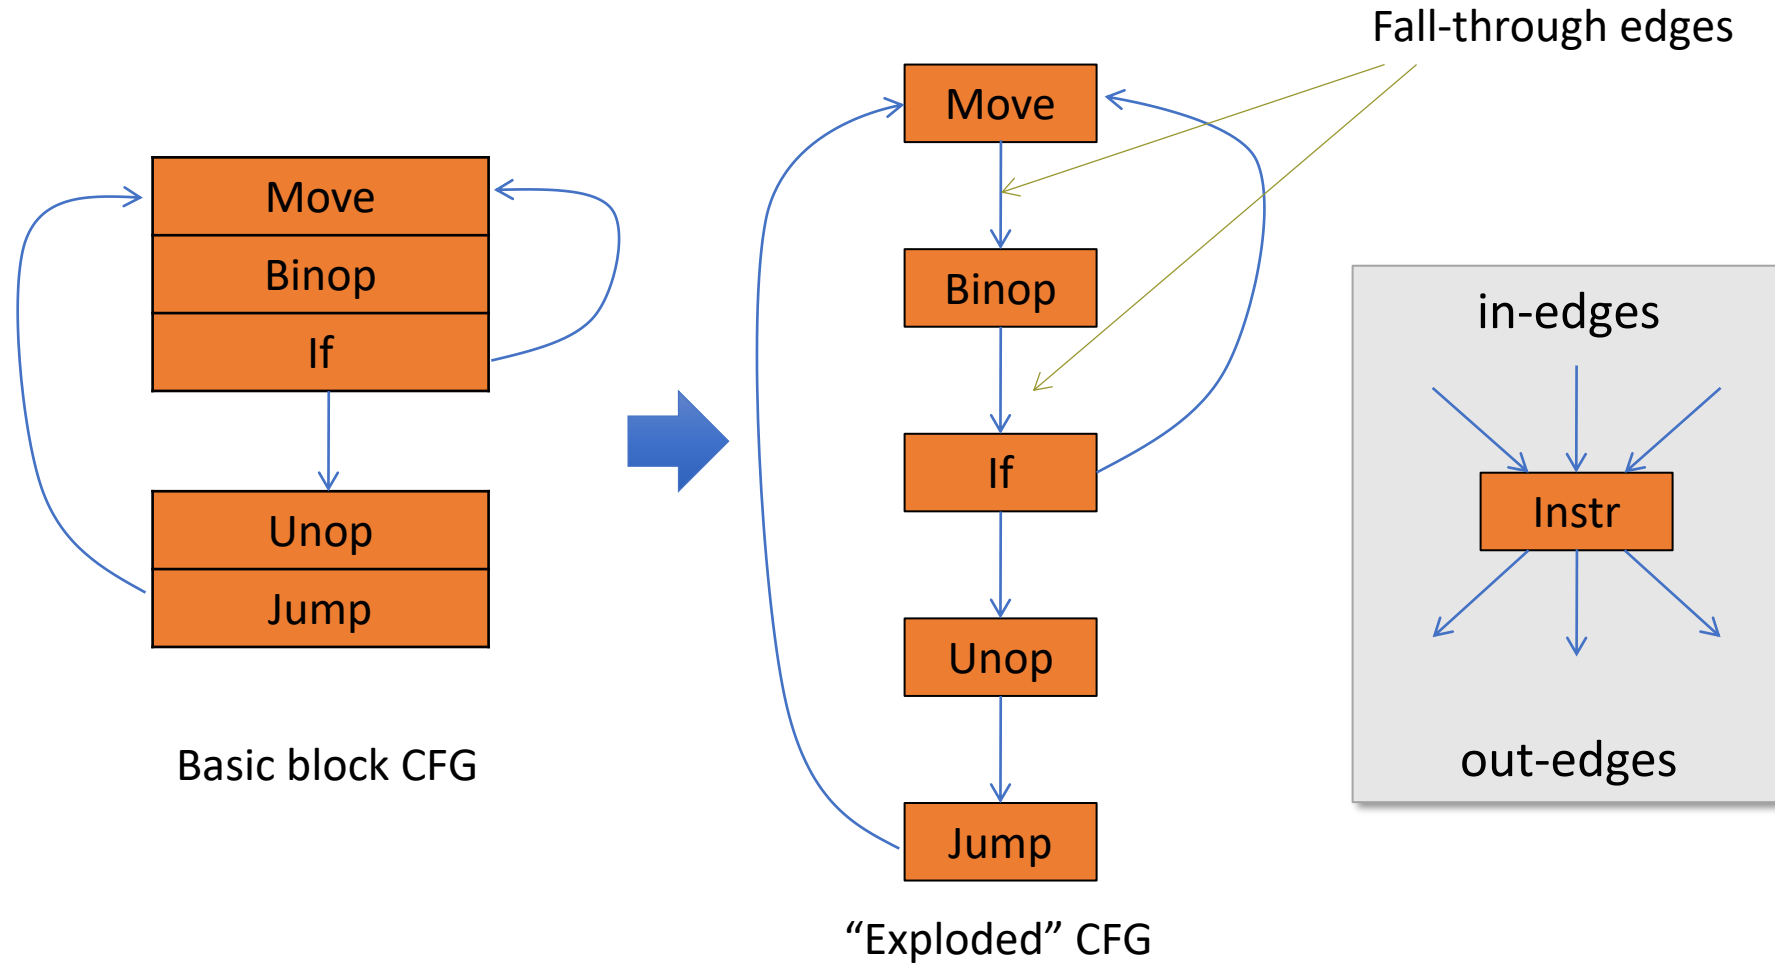 Fall-through edges
Move
Binop
If
Unop
Jump
Basic block CFG
Move
Binop
If
Unop
Jump
“Exploded” CFG
in-edges
Instr
out-edges